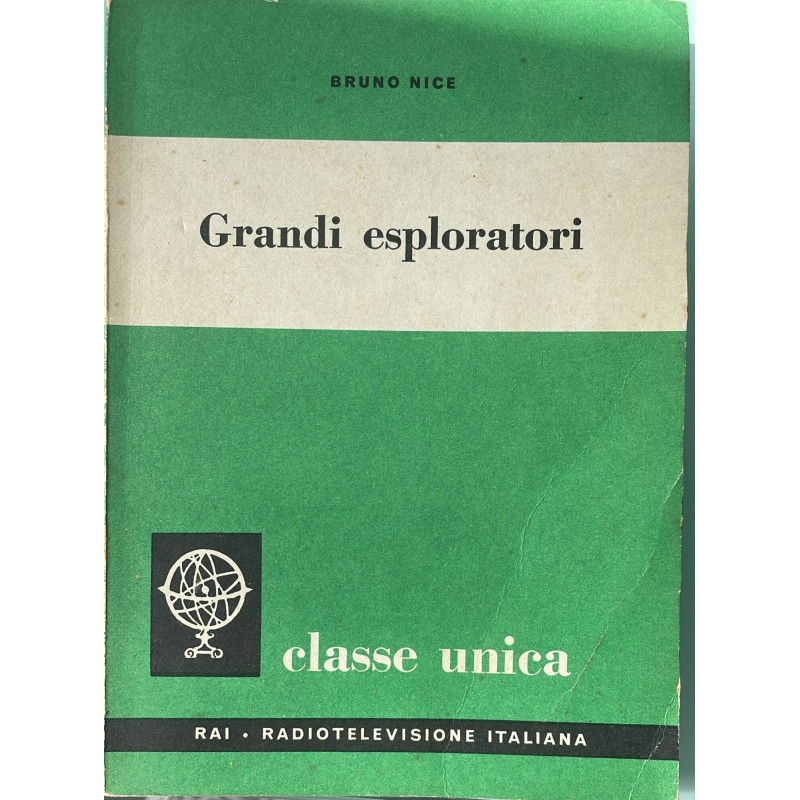 BRUNO NICE
Grandi esploratori
classe unica
RAI • RADIOTELEVISIONE ITALIANA